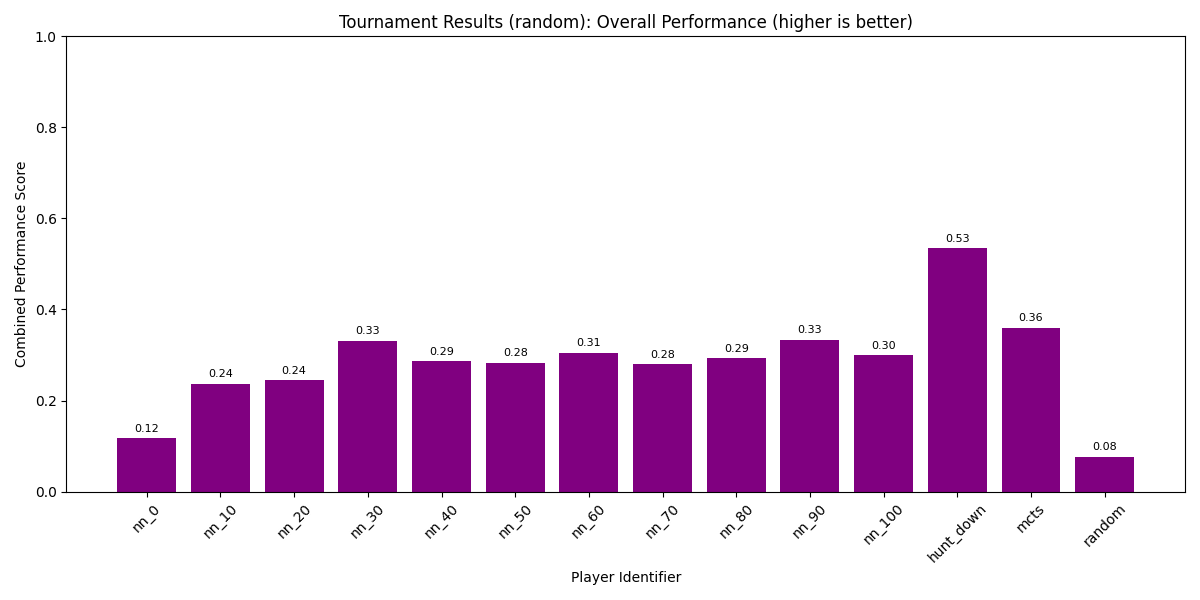 Tournament Results (random): Overall Performance (higher is better)
Combined Performance Score
1.0
0.8
0.6
0.4
0.2
0.0
0.12
0.24
0.24
0.33
0.29
0.28
0.31
0.28
0.29
0.33
0.30
0.53
0.36
0.08
nn_0
nn_10
nn_20
nn_30
nn_40
nn_50
nn_60
nn_70
nn_80
nn_90
nn_100
hunt_down
mcts
random
Player Identifier